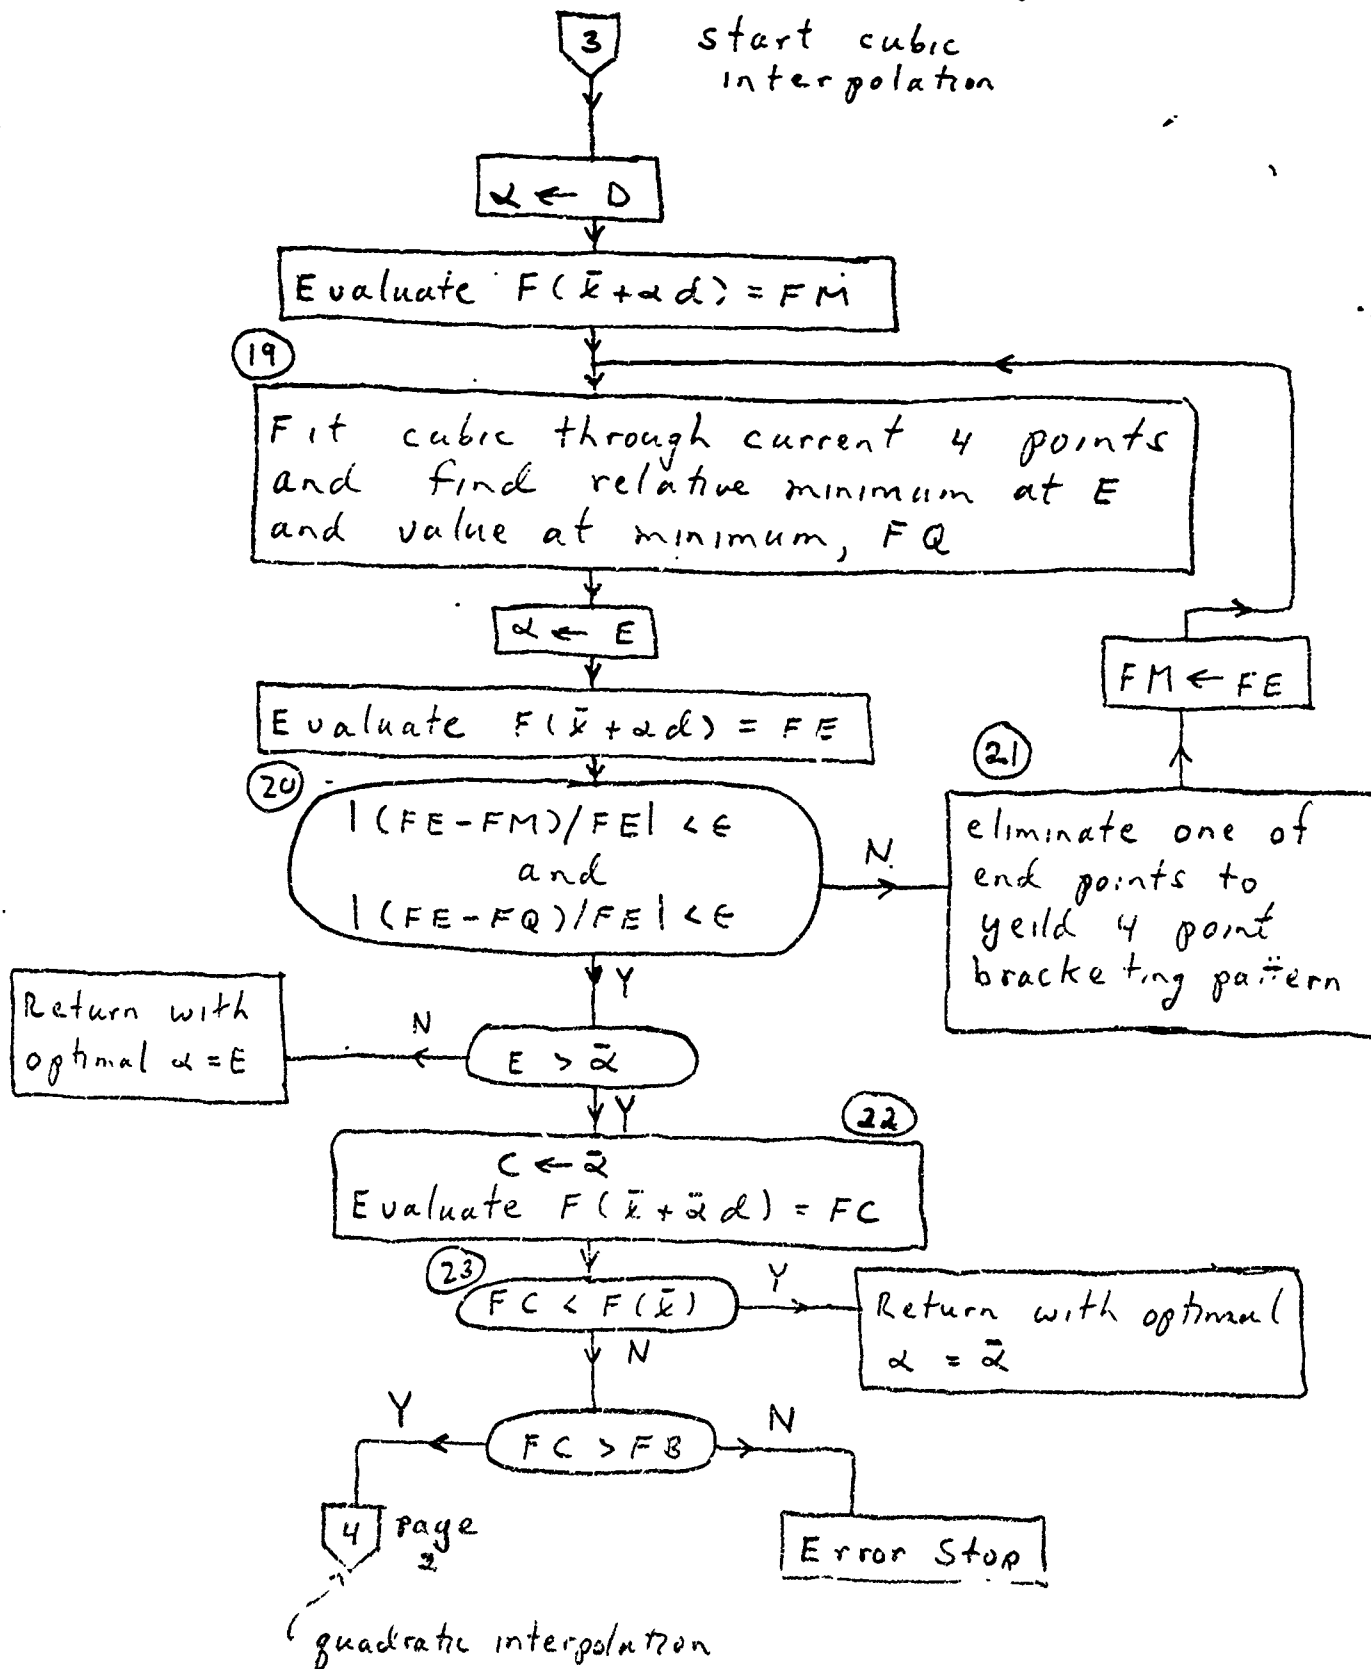 3
start cubic
interpolation
α ← D
Evaluate F(x̄+αd) = FM
19
Fit cubic through current 4 points
and find relative minimum at E
and value at minimum, FQ
α ← E
FM ← FE
Evaluate F(x̄+αd) = FE
20
21
|(FE-FM)/FE| < ϵ
and
|(FE-FQ)/FE| < ϵ
N
eliminate one of
end points to
yeild 4 point
bracketing pattern
Y
Return with
optimal α = E
N
E > ᾱ
Y
22
C ← ᾱ
Evaluate F(x̄+ᾱd) = FC
23
FC < F(x̄)
Y
Return with optimal
α = ᾱ
N
Y
FC > FB
N
4 page
2
Error Stop
quadratic interpolation